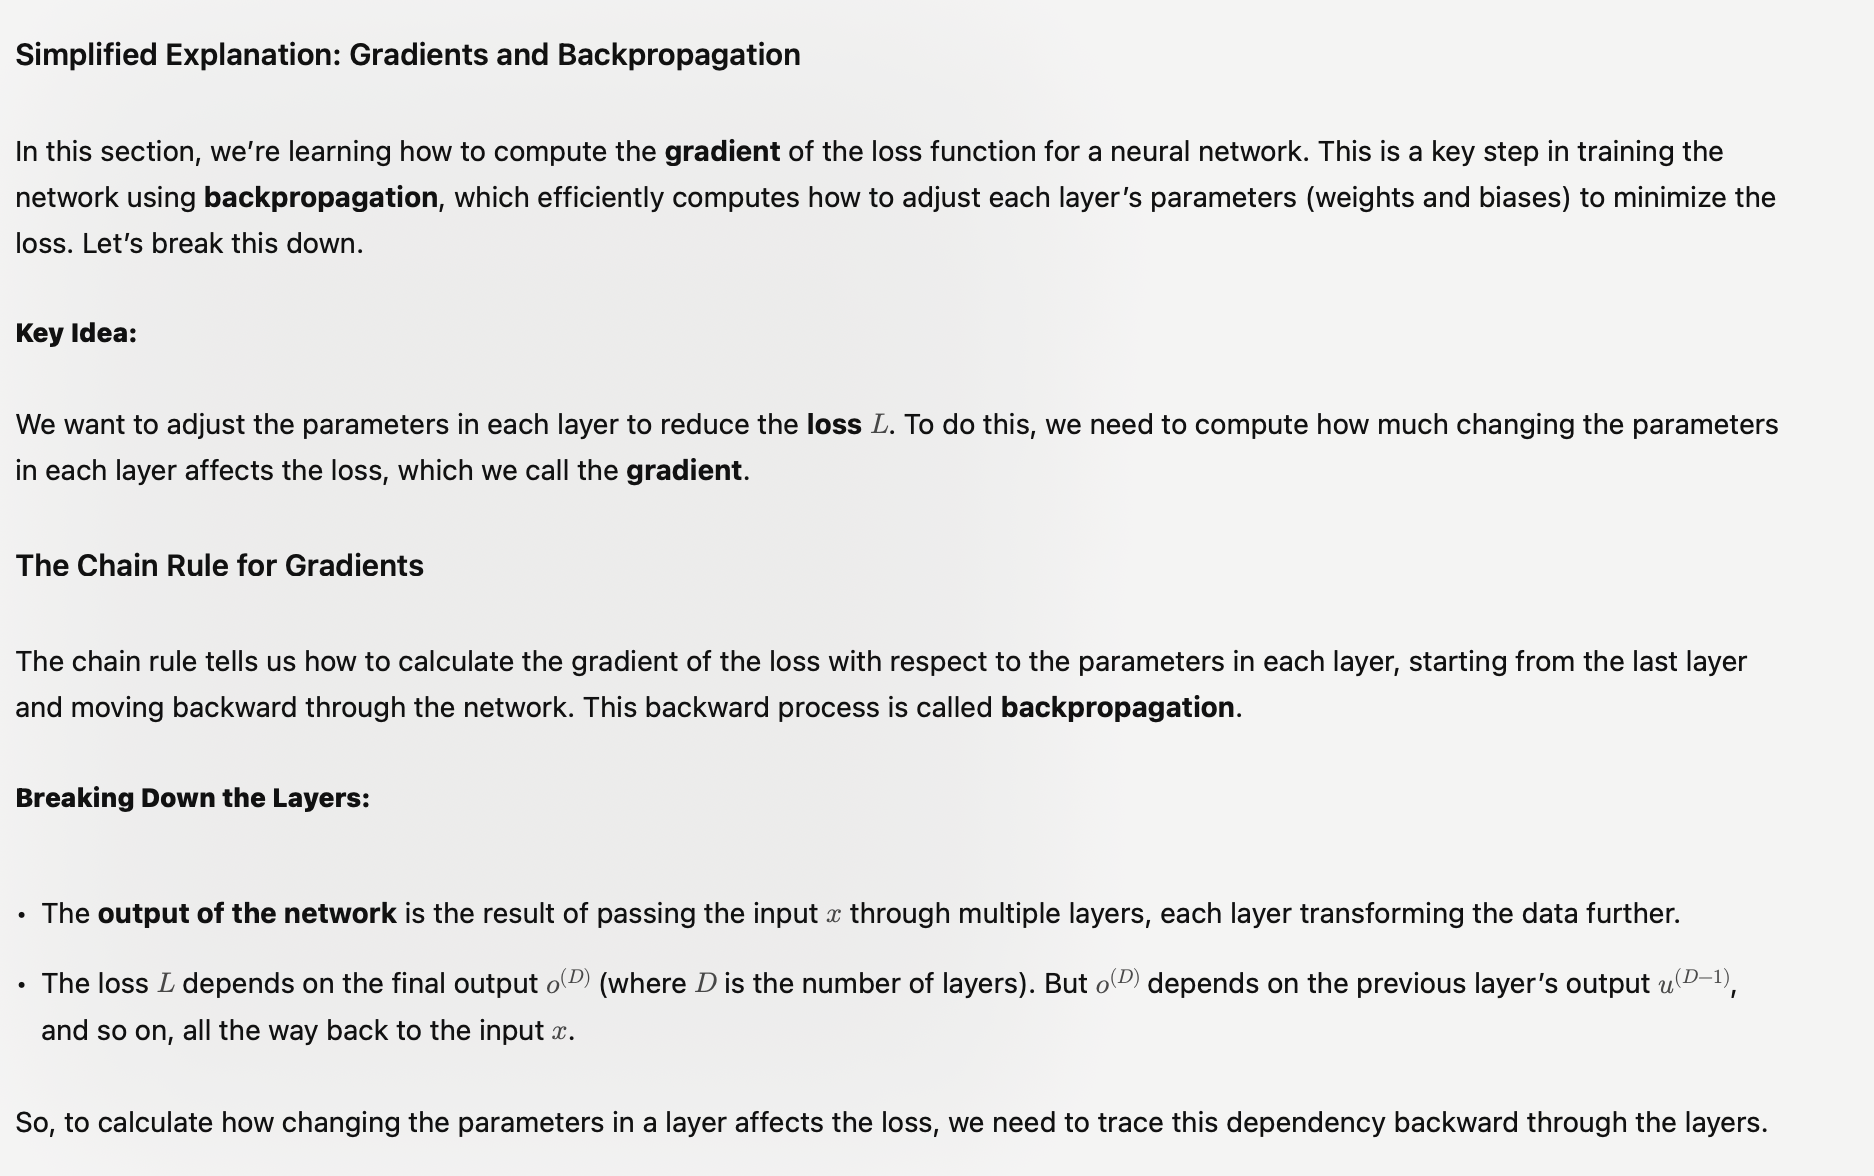 Simplified Explanation: Gradients and Backpropagation
In this section, we’re learning how to compute the gradient of the loss function for a neural network. This is a key step in training the
network using backpropagation, which efficiently computes how to adjust each layer’s parameters (weights and biases) to minimize the
loss. Let’s break this down.
Key Idea:
We want to adjust the parameters in each layer to reduce the loss L. To do this, we need to compute how much changing the parameters
in each layer affects the loss, which we call the gradient.
The Chain Rule for Gradients
The chain rule tells us how to calculate the gradient of the loss with respect to the parameters in each layer, starting from the last layer
and moving backward through the network. This backward process is called backpropagation.
Breaking Down the Layers:
• The output of the network is the result of passing the input x through multiple layers, each layer transforming the data further.
• The loss L depends on the final output o^(D) (where D is the number of layers). But o^(D) depends on the previous layer’s output u^(D−1),
and so on, all the way back to the input x.
So, to calculate how changing the parameters in a layer affects the loss, we need to trace this dependency backward through the layers.